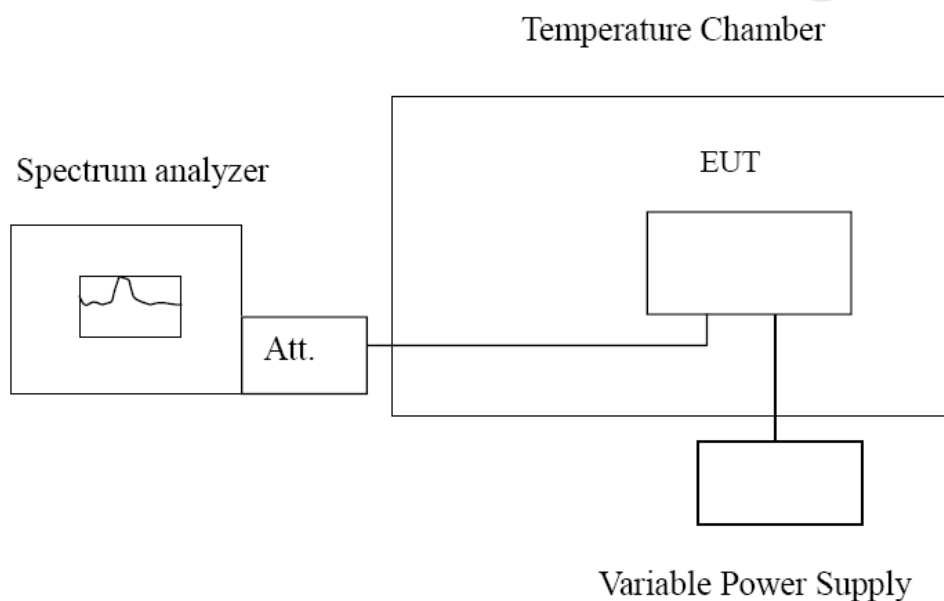 Temperature Chamber
EUT
Spectrum analyzer
Att.
Variable Power Supply